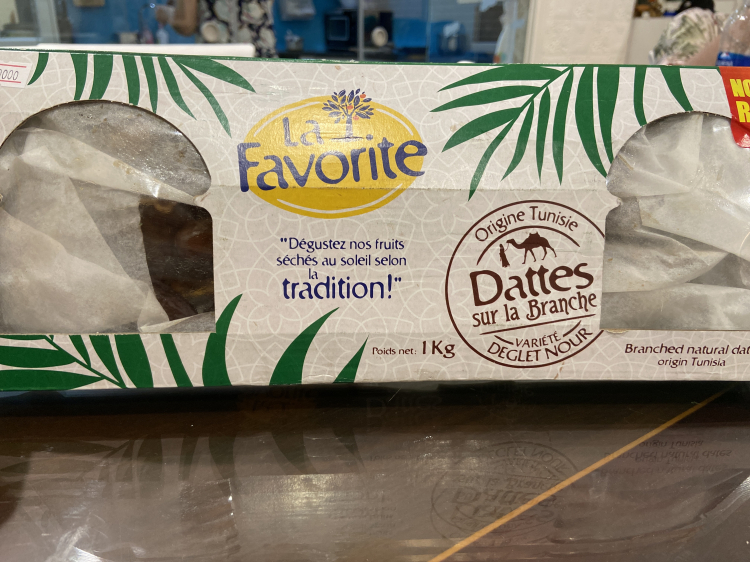 La
Favorite
"Dégustez nos fruits
séchés au soleil selon
la
tradition!"
Poids net: 1Kg
Origine Tunisie
Dattes
sur la Branche
VARIÉTÉ
DEGLET NOUR
Branched natural
origin Tunisia